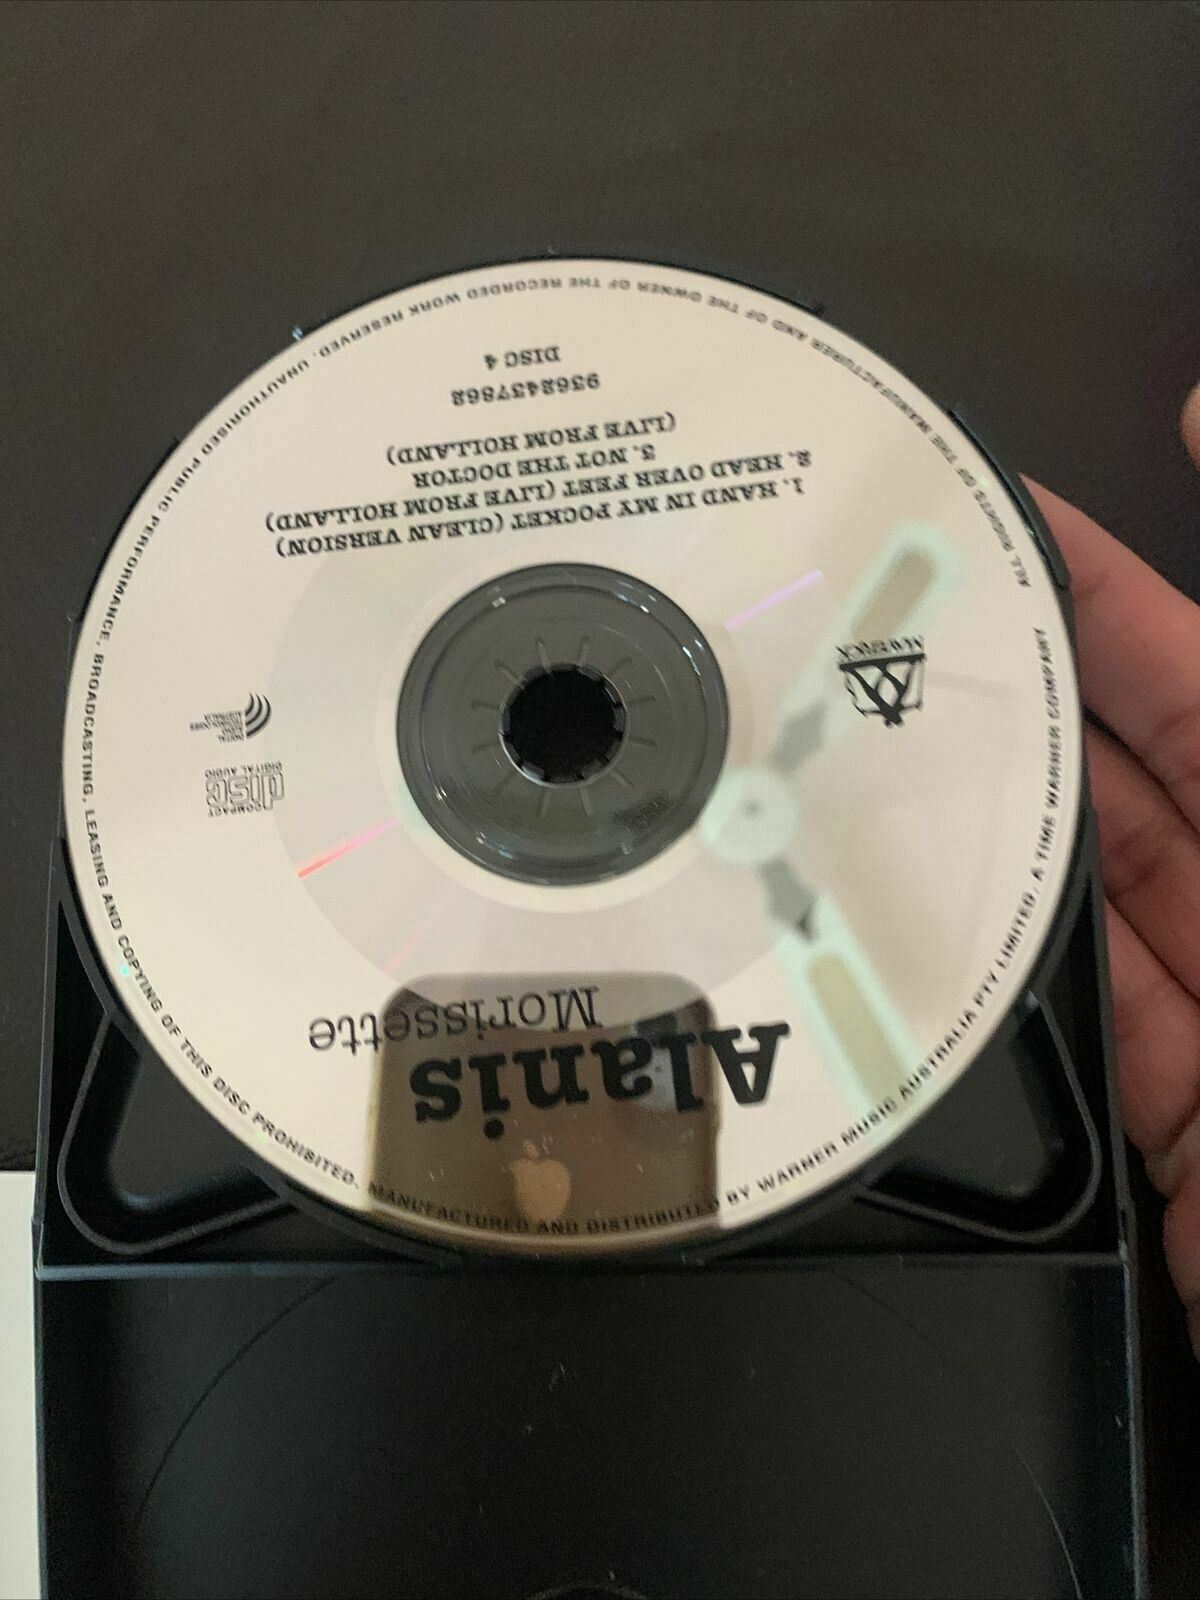 Alanis
Morissette
MAVERICK
COMPACT
disc
DIGITAL AUDIO
1. HAND IN MY POCKET (CLEAN VERSION)
2. HEAD OVER FEET (LIVE FROM HOLLAND)
3. NOT THE DOCTOR
(LIVE FROM HOLLAND)
9362437862
DISC 4
ALL RIGHTS OF THE MANUFACTURER AND OF THE OWNER OF THE RECORDED WORK RESERVED. UNAUTHORISED PUBLIC PERFORMANCE, BROADCASTING, LEASING AND COPYING OF THIS DISC PROHIBITED. MANUFACTURED AND DISTRIBUTED BY WARNER MUSIC AUSTRALIA PTY LIMITED. A TIME WARNER COMPANY